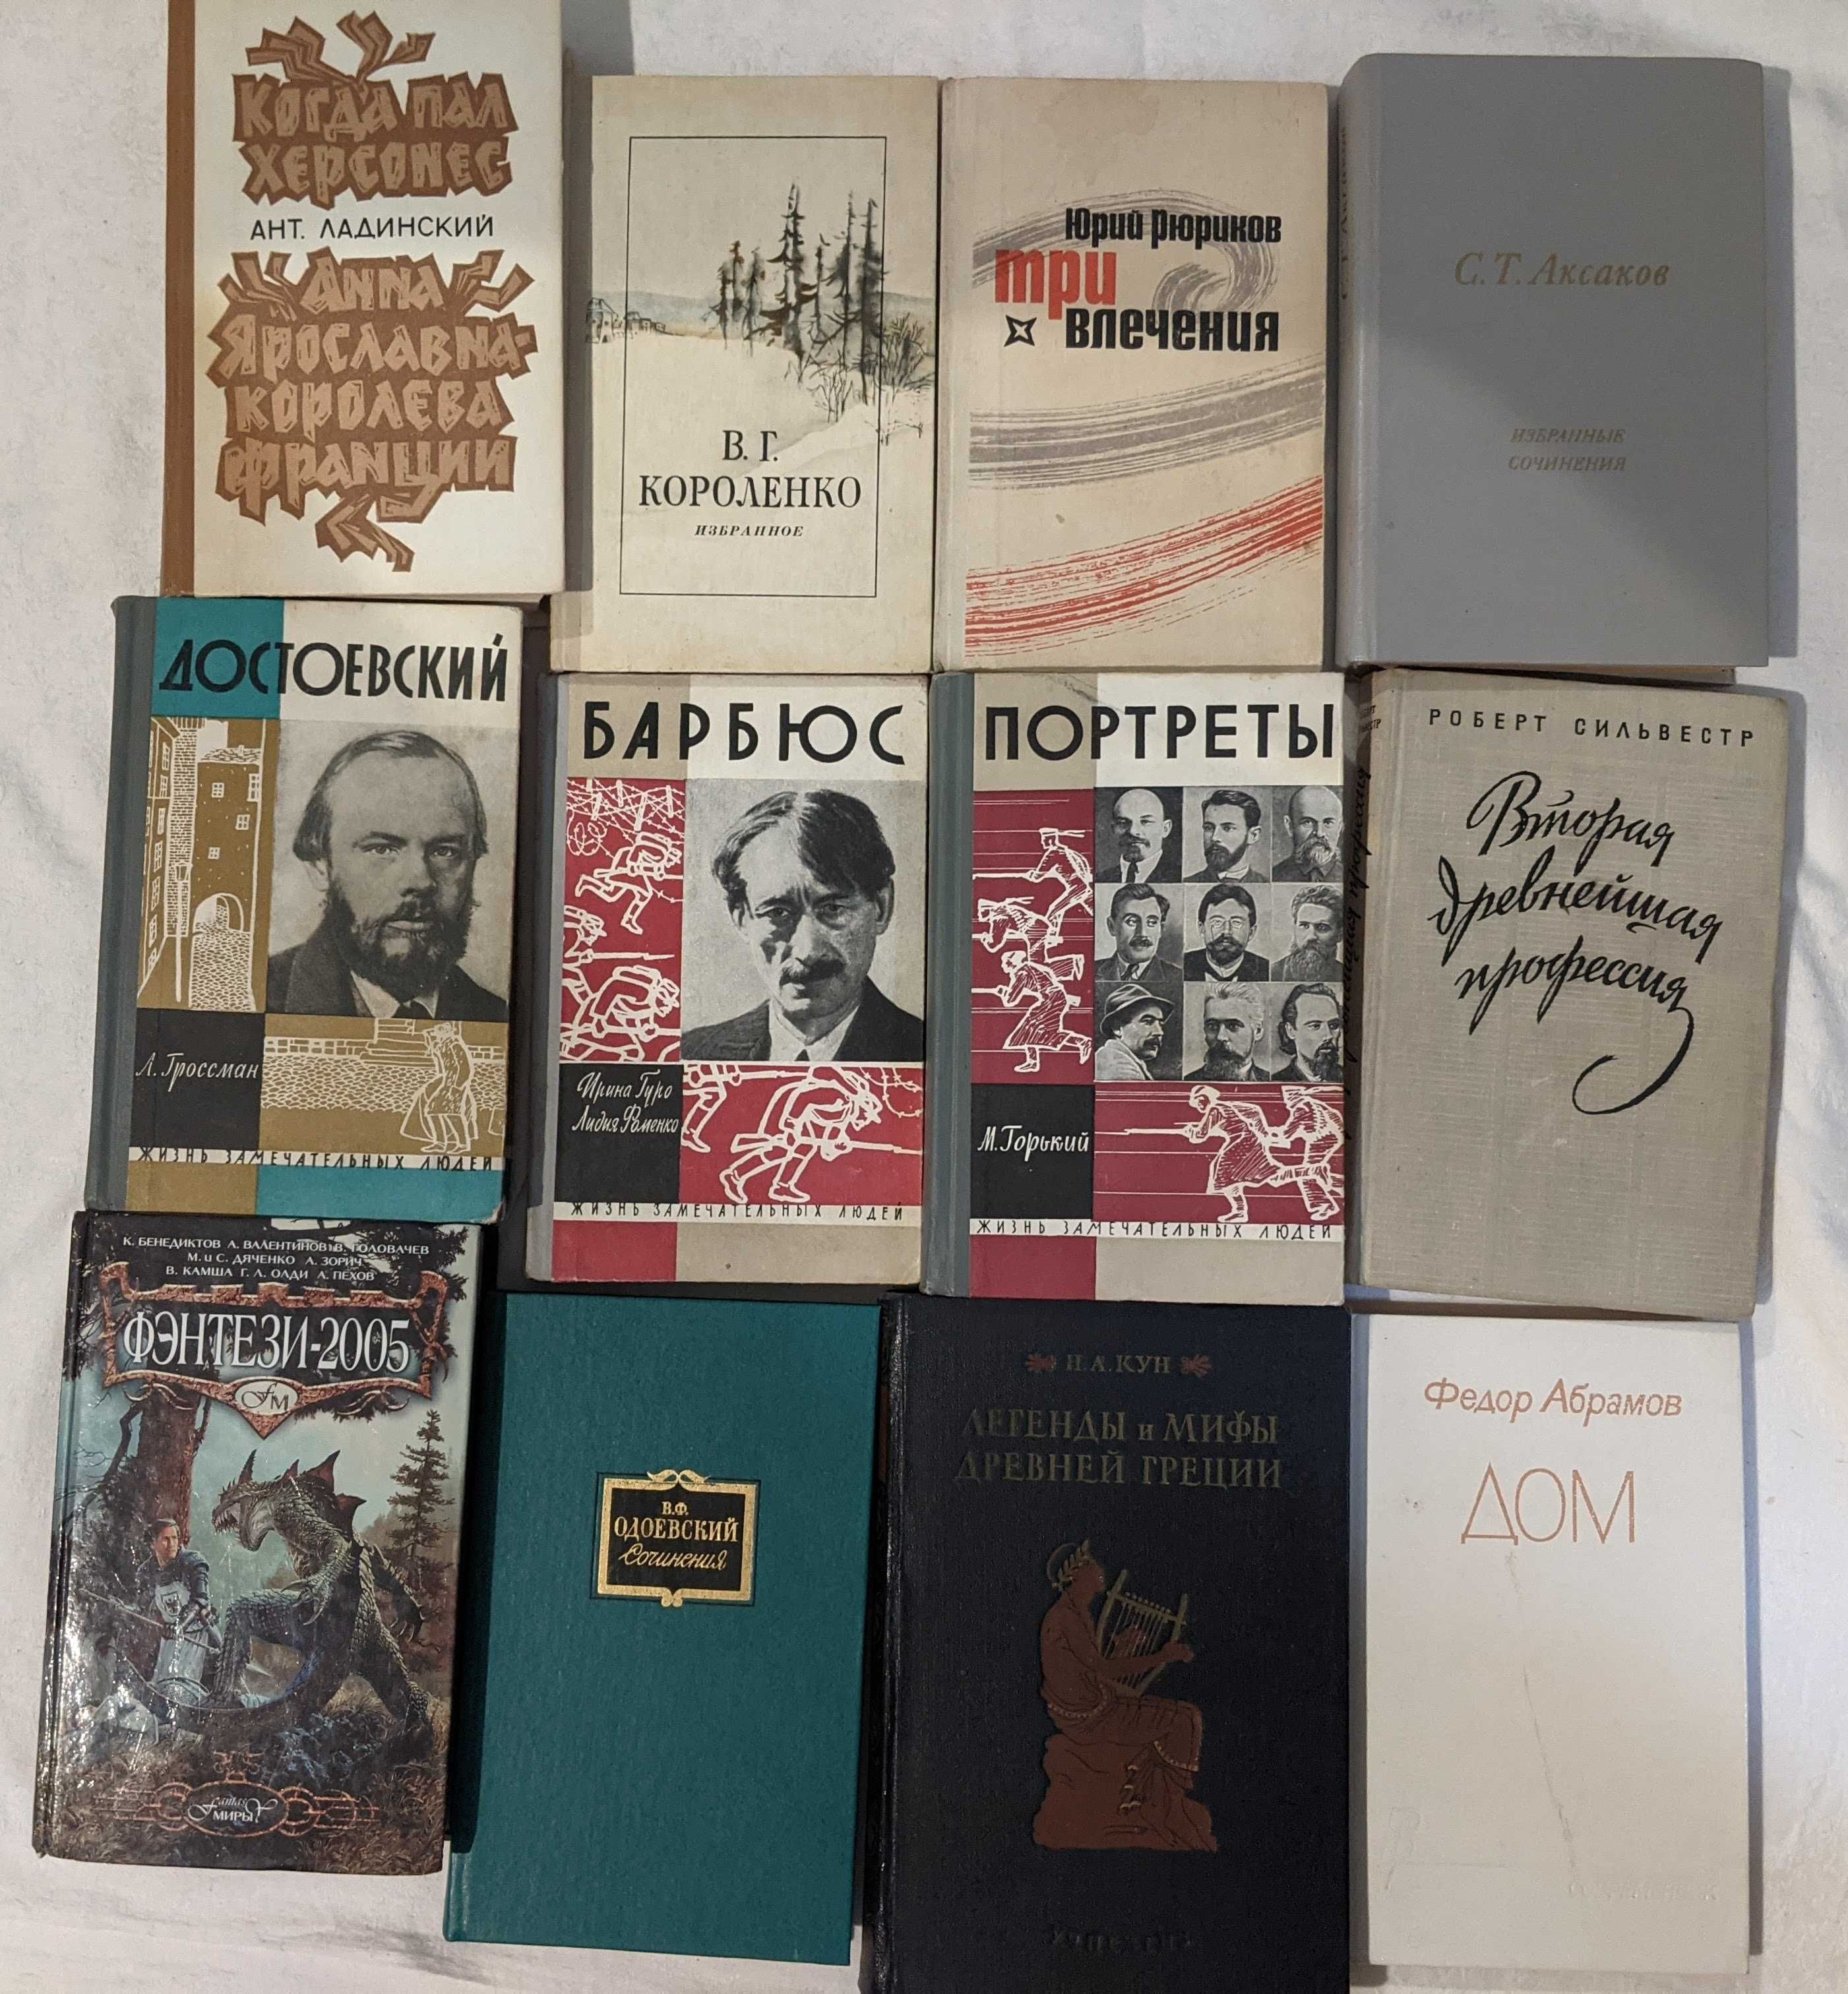 КОГДА ПАЛ
ХЕРСОНЕС
АНТ. ЛАДИНСКИЙ
АННА
ЯРОСЛАВНА-
КОРОЛЕВА
ФРАНЦИИ
В. Г.
КОРОЛЕНКО
ИЗБРАННОЕ
Юрий Рюриков
три
влечения
С. Т. Аксаков
ИЗБРАННЫЕ
СОЧИНЕНИЯ
ДОСТОЕВСКИЙ
Л. Гроссман
ЖИЗНЬ ЗАМЕЧАТЕЛЬНЫХ ЛЮДЕЙ
БАРБЮС
Ирина Гуро
Лидия Фоменко
ЖИЗНЬ ЗАМЕЧАТЕЛЬНЫХ ЛЮДЕЙ
ПОРТРЕТЫ
М. Горький
ЖИЗНЬ ЗАМЕЧАТЕЛЬНЫХ ЛЮДЕЙ
РОБЕРТ СИЛЬВЕСТР
Вторая
древнейшая
профессия
К. БЕНЕДИКТОВ А. ВАЛЕНТИНОВ В. ГОЛОВАЧЕВ
М. и С. ДЯЧЕНКО А. ЗОРИЧ
В. КАМША Г. Л. ОЛДИ А. ПЕХОВ
ФЭНТЕЗИ-2005
FM
Fantasy
МИРЫ
В.Ф.
ОДОЕВСКИЙ
Сочинения
Н. А. КУН
ЛЕГЕНДЫ и МИФЫ
ДРЕВНЕЙ ГРЕЦИИ
Федор Абрамов
ДОМ